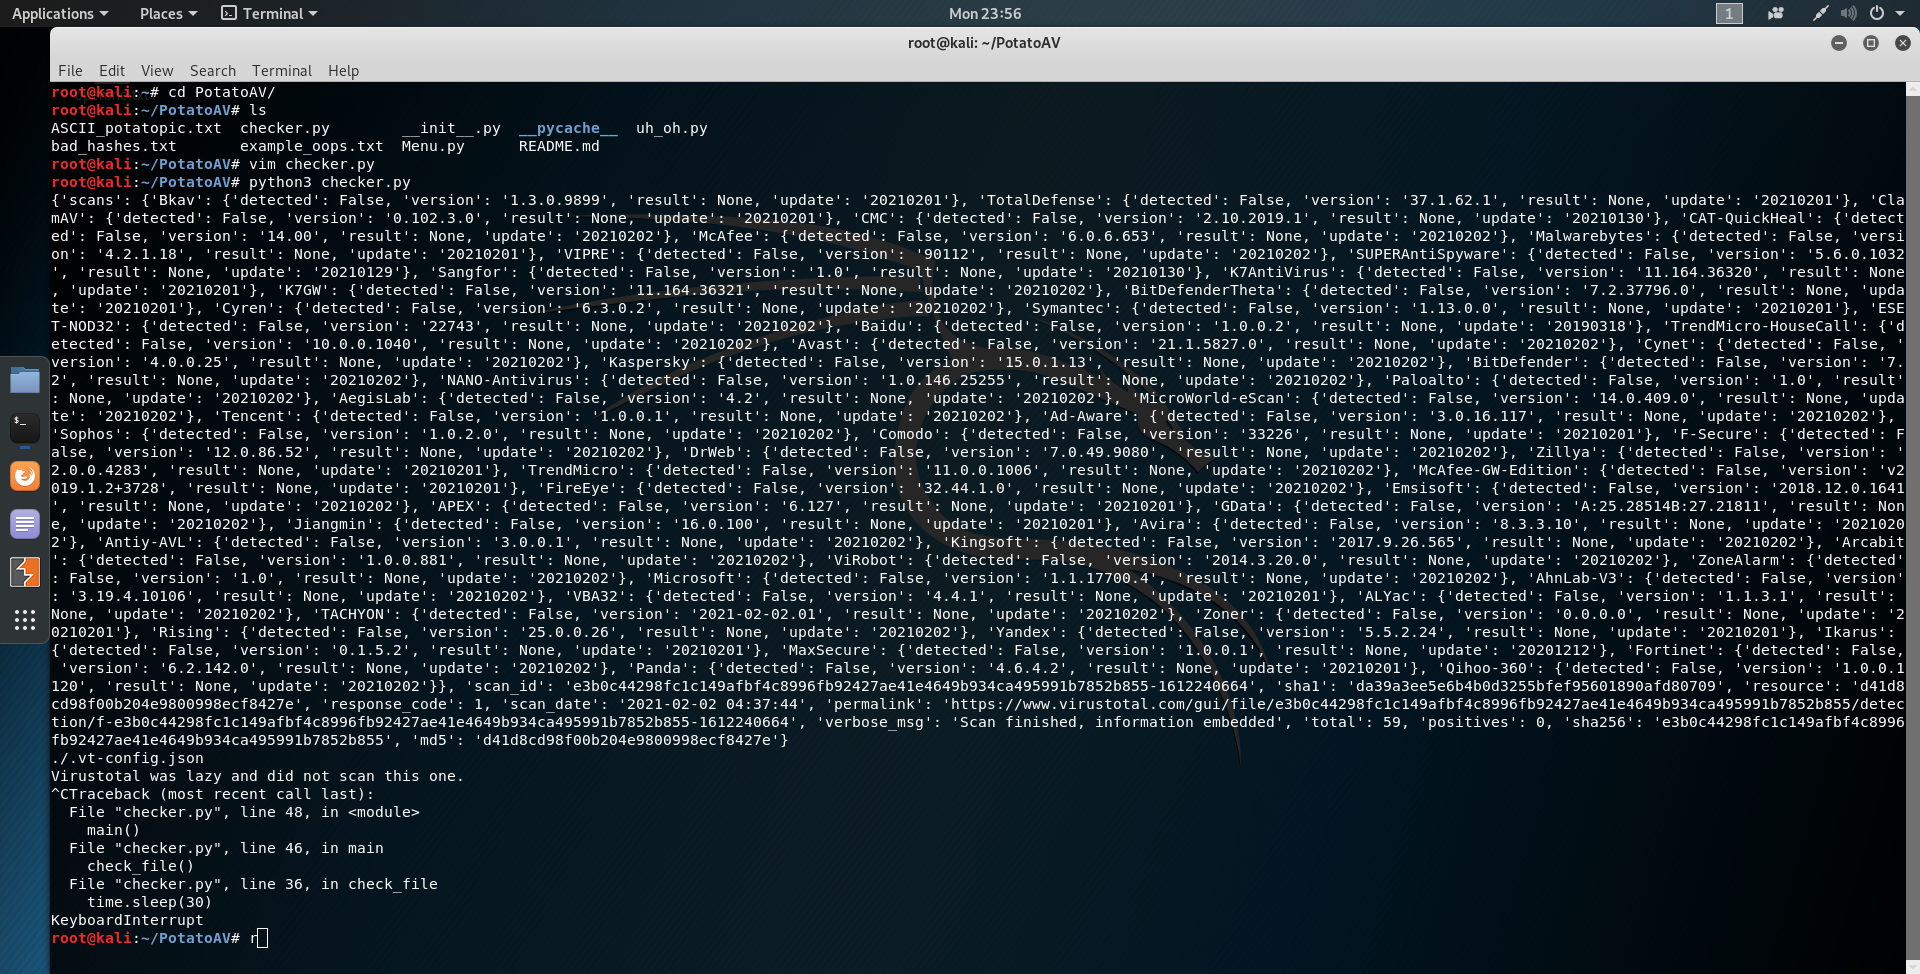 Applications Places Terminal Mon 23:56 1
root@kali: ~/PotatoAV
File Edit View Search Terminal Help
root@kali:~# cd PotatoAV/
root@kali:~/PotatoAV# ls
ASCII_potatopic.txt checker.py __init__.py __pycache__ uh_oh.py
bad_hashes.txt example_oops.txt Menu.py README.md
root@kali:~/PotatoAV# vim checker.py
root@kali:~/PotatoAV# python3 checker.py
{'scans': {'Bkav': {'detected': False, 'version': '1.3.0.9899', 'result': None, 'update': '20210201'}, 'TotalDefense': {'detected': False, 'version': '37.1.62.1', 'result': None, 'update': '20210201'}, 'Cla
mAV': {'detected': False, 'version': '0.102.3.0', 'result': None, 'update': '20210201'}, 'CMC': {'detected': False, 'version': '2.10.2019.1', 'result': None, 'update': '20210130'}, 'CAT-QuickHeal': {'detect
ed': False, 'version': '14.00', 'result': None, 'update': '20210202'}, 'McAfee': {'detected': False, 'version': '6.0.6.653', 'result': None, 'update': '20210202'}, 'Malwarebytes': {'detected': False, 'versi
on': '4.2.1.18', 'result': None, 'update': '20210201'}, 'VIPRE': {'detected': False, 'version': '90112', 'result': None, 'update': '20210202'}, 'SUPERAntiSpyware': {'detected': False, 'version': '5.6.0.1032
', 'result': None, 'update': '20210129'}, 'Sangfor': {'detected': False, 'version': '1.0', 'result': None, 'update': '20210130'}, 'K7AntiVirus': {'detected': False, 'version': '11.164.36320', 'result': None
, 'update': '20210201'}, 'K7GW': {'detected': False, 'version': '11.164.36321', 'result': None, 'update': '20210202'}, 'BitDefenderTheta': {'detected': False, 'version': '7.2.37796.0', 'result': None, 'upda
te': '20210201'}, 'Cyren': {'detected': False, 'version': '6.3.0.2', 'result': None, 'update': '20210202'}, 'Symantec': {'detected': False, 'version': '1.13.0.0', 'result': None, 'update': '20210201'}, 'ESE
T-NOD32': {'detected': False, 'version': '22743', 'result': None, 'update': '20210202'}, 'Baidu': {'detected': False, 'version': '1.0.0.2', 'result': None, 'update': '20190318'}, 'TrendMicro-HouseCall': {'d
etected': False, 'version': '10.0.0.1040', 'result': None, 'update': '20210202'}, 'Avast': {'detected': False, 'version': '21.1.5827.0', 'result': None, 'update': '20210202'}, 'Cynet': {'detected': False, '
version': '4.0.0.25', 'result': None, 'update': '20210202'}, 'Kaspersky': {'detected': False, 'version': '15.0.1.13', 'result': None, 'update': '20210202'}, 'BitDefender': {'detected': False, 'version': '7.
2', 'result': None, 'update': '20210202'}, 'NANO-Antivirus': {'detected': False, 'version': '1.0.146.25255', 'result': None, 'update': '20210202'}, 'Paloalto': {'detected': False, 'version': '1.0', 'result'
: None, 'update': '20210202'}, 'AegisLab': {'detected': False, 'version': '4.2', 'result': None, 'update': '20210202'}, 'MicroWorld-eScan': {'detected': False, 'version': '14.0.409.0', 'result': None, 'upda
te': '20210202'}, 'Tencent': {'detected': False, 'version': '1.0.0.1', 'result': None, 'update': '20210202'}, 'Ad-Aware': {'detected': False, 'version': '3.0.16.117', 'result': None, 'update': '20210202'},
'Sophos': {'detected': False, 'version': '1.0.2.0', 'result': None, 'update': '20210202'}, 'Comodo': {'detected': False, 'version': '33226', 'result': None, 'update': '20210201'}, 'F-Secure': {'detected': F
alse, 'version': '12.0.86.52', 'result': None, 'update': '20210202'}, 'DrWeb': {'detected': False, 'version': '7.0.49.9080', 'result': None, 'update': '20210202'}, 'Zillya': {'detected': False, 'version': '
2.0.0.4283', 'result': None, 'update': '20210201'}, 'TrendMicro': {'detected': False, 'version': '11.0.0.1006', 'result': None, 'update': '20210202'}, 'McAfee-GW-Edition': {'detected': False, 'version': 'v2
019.1.2+3728', 'result': None, 'update': '20210201'}, 'FireEye': {'detected': False, 'version': '32.44.1.0', 'result': None, 'update': '20210202'}, 'Emsisoft': {'detected': False, 'version': '2018.12.0.1641
', 'result': None, 'update': '20210202'}, 'APEX': {'detected': False, 'version': '6.127', 'result': None, 'update': '20210201'}, 'GData': {'detected': False, 'version': 'A:25.28514B:27.21811', 'result': Non
e, 'update': '20210202'}, 'Jiangmin': {'detected': False, 'version': '16.0.100', 'result': None, 'update': '20210201'}, 'Avira': {'detected': False, 'version': '8.3.3.10', 'result': None, 'update': '2021020
2'}, 'Antiy-AVL': {'detected': False, 'version': '3.0.0.1', 'result': None, 'update': '20210202'}, 'Kingsoft': {'detected': False, 'version': '2017.9.26.565', 'result': None, 'update': '20210202'}, 'Arcabit
': {'detected': False, 'version': '1.0.0.881', 'result': None, 'update': '20210202'}, 'ViRobot': {'detected': False, 'version': '2014.3.20.0', 'result': None, 'update': '20210202'}, 'ZoneAlarm': {'detected'
: False, 'version': '1.0', 'result': None, 'update': '20210202'}, 'Microsoft': {'detected': False, 'version': '1.1.17700.4', 'result': None, 'update': '20210202'}, 'AhnLab-V3': {'detected': False, 'version'
: '3.19.4.10106', 'result': None, 'update': '20210202'}, 'VBA32': {'detected': False, 'version': '4.4.1', 'result': None, 'update': '20210201'}, 'ALYac': {'detected': False, 'version': '1.1.3.1', 'result':
None, 'update': '20210202'}, 'TACHYON': {'detected': False, 'version': '2021-02-02.01', 'result': None, 'update': '20210202'}, 'Zoner': {'detected': False, 'version': '0.0.0.0', 'result': None, 'update': '2
0210201'}, 'Rising': {'detected': False, 'version': '25.0.0.26', 'result': None, 'update': '20210202'}, 'Yandex': {'detected': False, 'version': '5.5.2.24', 'result': None, 'update': '20210201'}, 'Ikarus':
{'detected': False, 'version': '0.1.5.2', 'result': None, 'update': '20210201'}, 'MaxSecure': {'detected': False, 'version': '1.0.0.1', 'result': None, 'update': '20201212'}, 'Fortinet': {'detected': False,
'version': '6.2.142.0', 'result': None, 'update': '20210202'}, 'Panda': {'detected': False, 'version': '4.6.4.2', 'result': None, 'update': '20210201'}, 'Qihoo-360': {'detected': False, 'version': '1.0.0.1
120', 'result': None, 'update': '20210202'}}, 'scan_id': 'e3b0c44298fc1c149afbf4c8996fb92427ae41e4649b934ca495991b7852b855-1612240664', 'sha1': 'da39a3ee5e6b4b0d3255bfef95601890afd80709', 'resource': 'd41d8
cd98f00b204e9800998ecf8427e', 'response_code': 1, 'scan_date': '2021-02-02 04:37:44', 'permalink': 'https://www.virustotal.com/gui/file/e3b0c44298fc1c149afbf4c8996fb92427ae41e4649b934ca495991b7852b855/detec
tion/f-e3b0c44298fc1c149afbf4c8996fb92427ae41e4649b934ca495991b7852b855-1612240664', 'verbose_msg': 'Scan finished, information embedded', 'total': 59, 'positives': 0, 'sha256': 'e3b0c44298fc1c149afbf4c8996
fb92427ae41e4649b934ca495991b7852b855', 'md5': 'd41d8cd98f00b204e9800998ecf8427e'}
./.vt-config.json
Virustotal was lazy and did not scan this one.
^CTraceback (most recent call last):
File "checker.py", line 48, in <module>
main()
File "checker.py", line 46, in main
check_file()
File "checker.py", line 36, in check_file
time.sleep(30)
KeyboardInterrupt
root@kali:~/PotatoAV# r